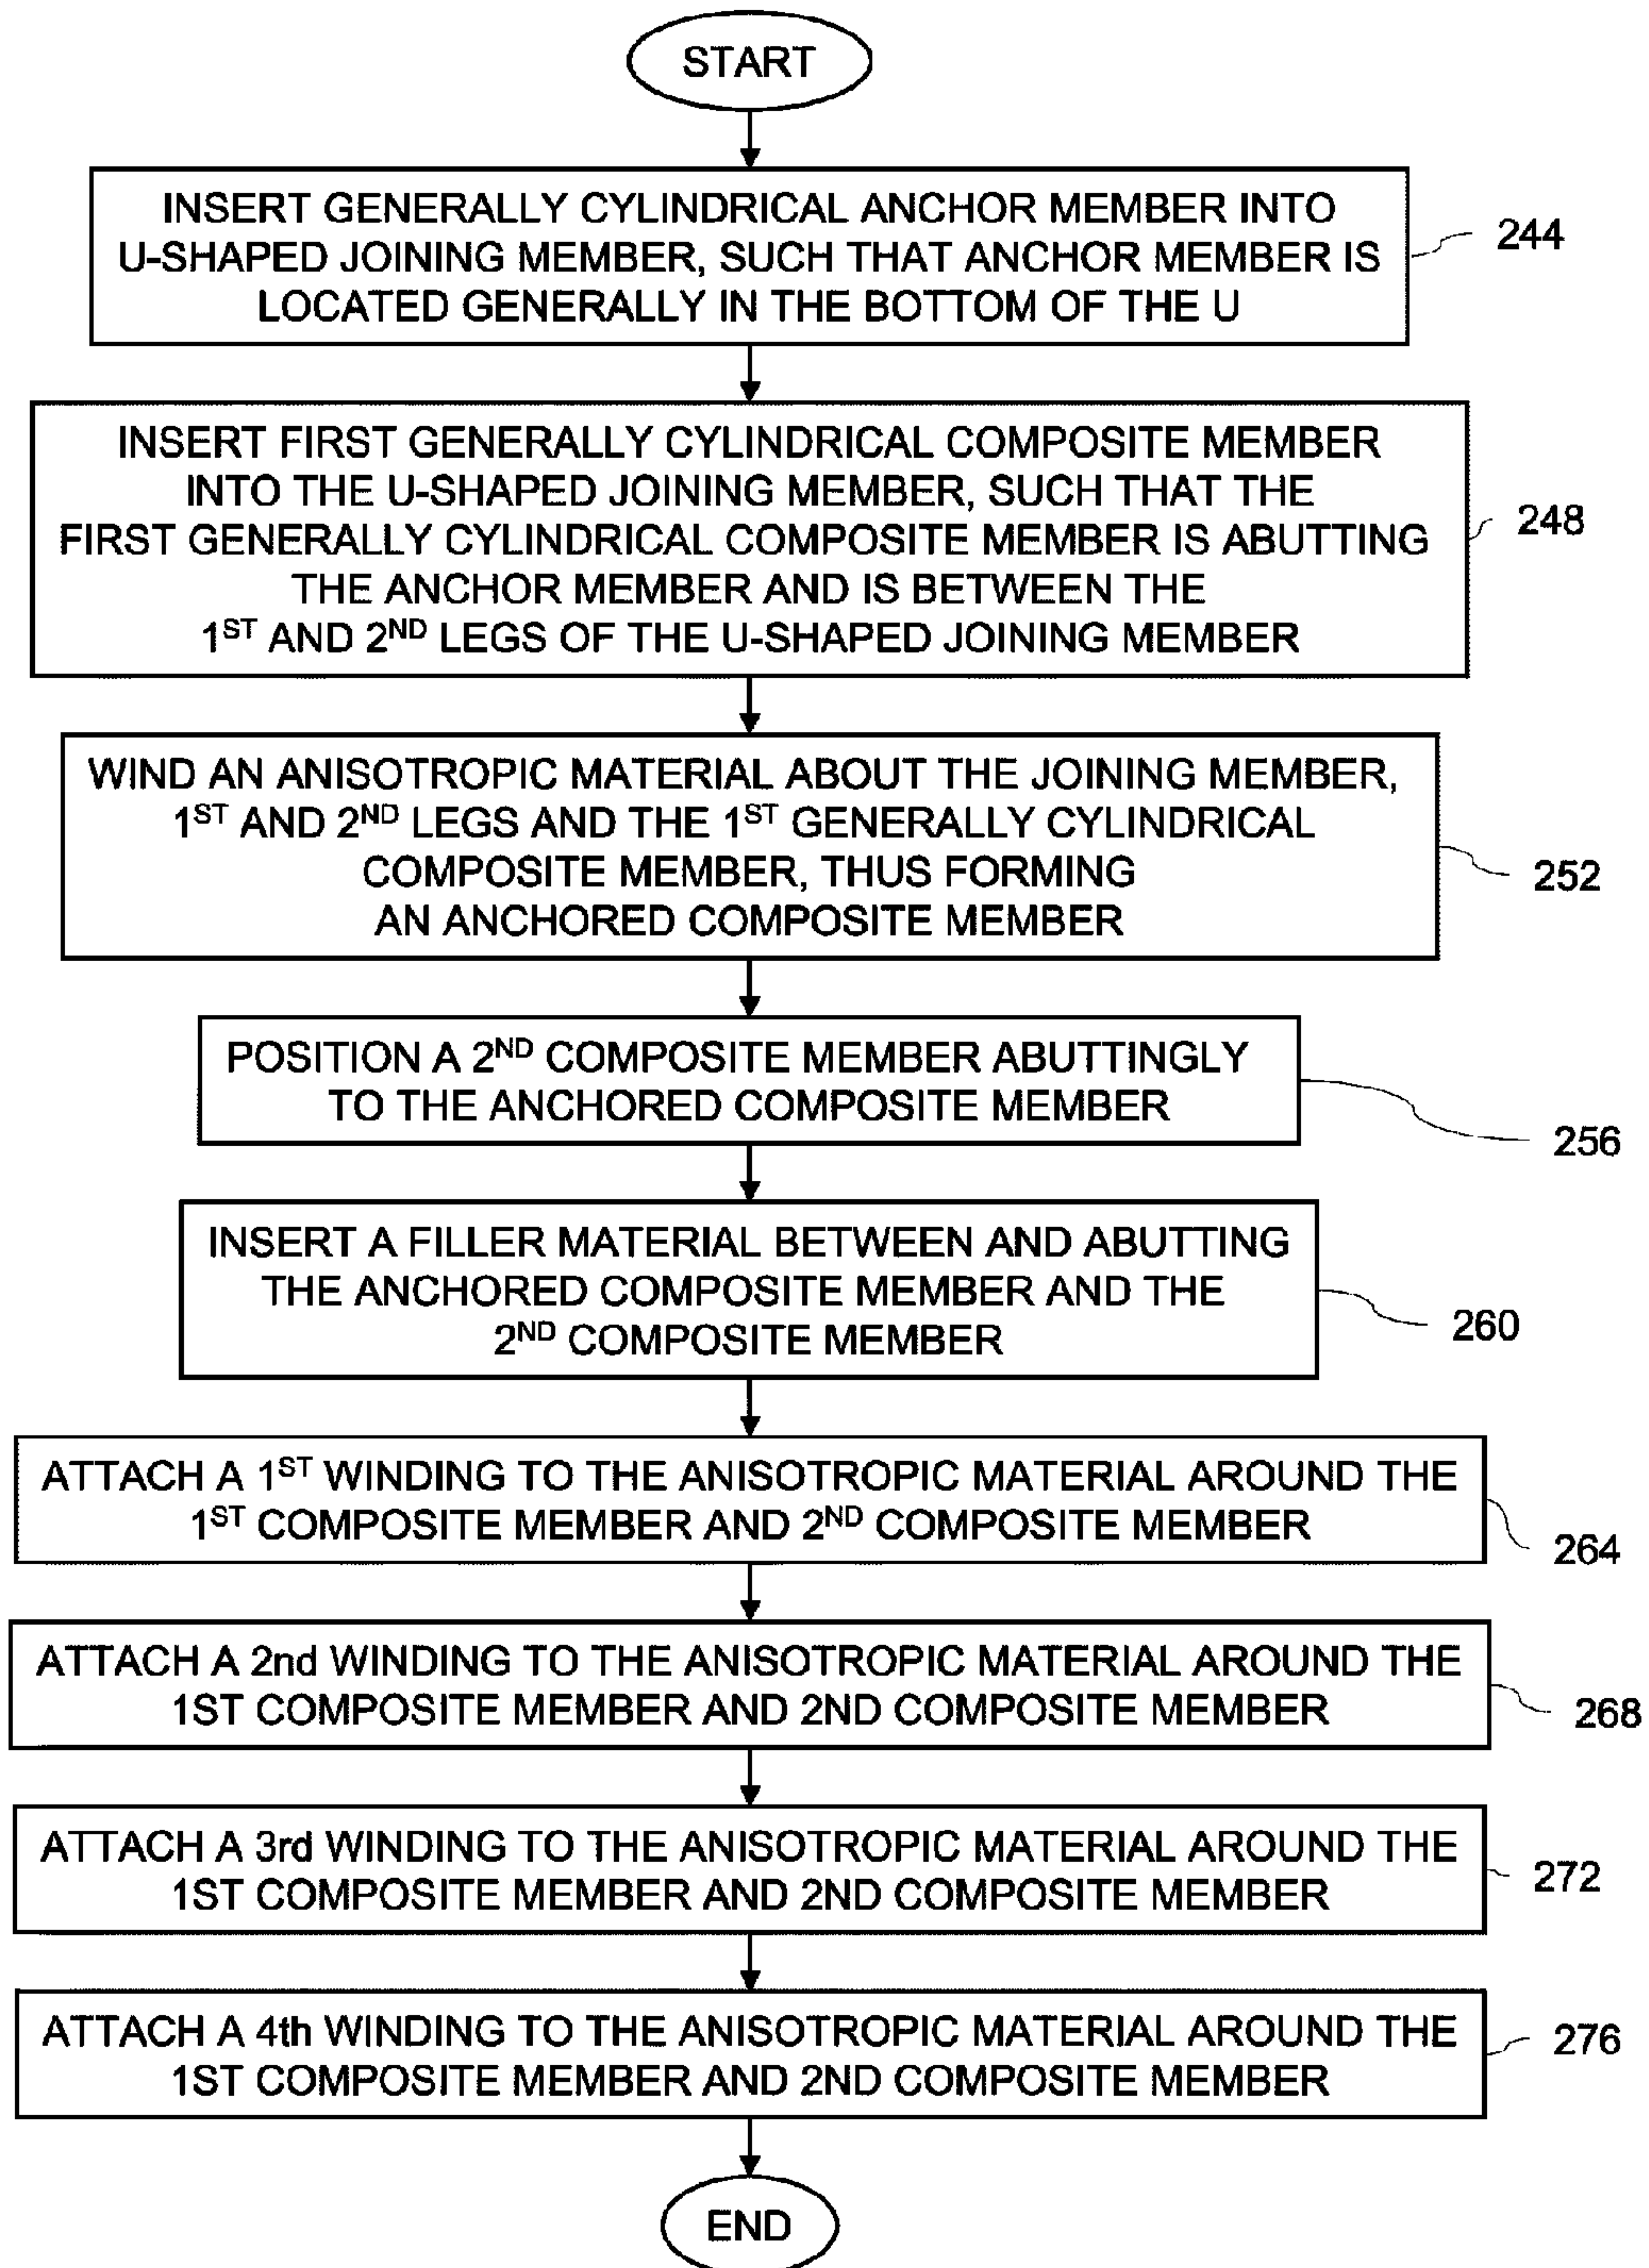 START
INSERT GENERALLY CYLINDRICAL ANCHOR MEMBER INTO
U-SHAPED JOINING MEMBER, SUCH THAT ANCHOR MEMBER IS
LOCATED GENERALLY IN THE BOTTOM OF THE U
244
INSERT FIRST GENERALLY CYLINDRICAL COMPOSITE MEMBER
INTO THE U-SHAPED JOINING MEMBER, SUCH THAT THE
FIRST GENERALLY CYLINDRICAL COMPOSITE MEMBER IS ABUTTING
THE ANCHOR MEMBER AND IS BETWEEN THE
1ST AND 2ND LEGS OF THE U-SHAPED JOINING MEMBER
248
WIND AN ANISOTROPIC MATERIAL ABOUT THE JOINING MEMBER,
1ST AND 2ND LEGS AND THE 1ST GENERALLY CYLINDRICAL
COMPOSITE MEMBER, THUS FORMING
AN ANCHORED COMPOSITE MEMBER
252
POSITION A 2ND COMPOSITE MEMBER ABUTTINGLY
TO THE ANCHORED COMPOSITE MEMBER
256
INSERT A FILLER MATERIAL BETWEEN AND ABUTTING
THE ANCHORED COMPOSITE MEMBER AND THE
2ND COMPOSITE MEMBER
260
ATTACH A 1ST WINDING TO THE ANISOTROPIC MATERIAL AROUND THE
1ST COMPOSITE MEMBER AND 2ND COMPOSITE MEMBER
264
ATTACH A 2nd WINDING TO THE ANISOTROPIC MATERIAL AROUND THE
1ST COMPOSITE MEMBER AND 2ND COMPOSITE MEMBER
268
ATTACH A 3rd WINDING TO THE ANISOTROPIC MATERIAL AROUND THE
1ST COMPOSITE MEMBER AND 2ND COMPOSITE MEMBER
272
ATTACH A 4th WINDING TO THE ANISOTROPIC MATERIAL AROUND THE
1ST COMPOSITE MEMBER AND 2ND COMPOSITE MEMBER
276
END